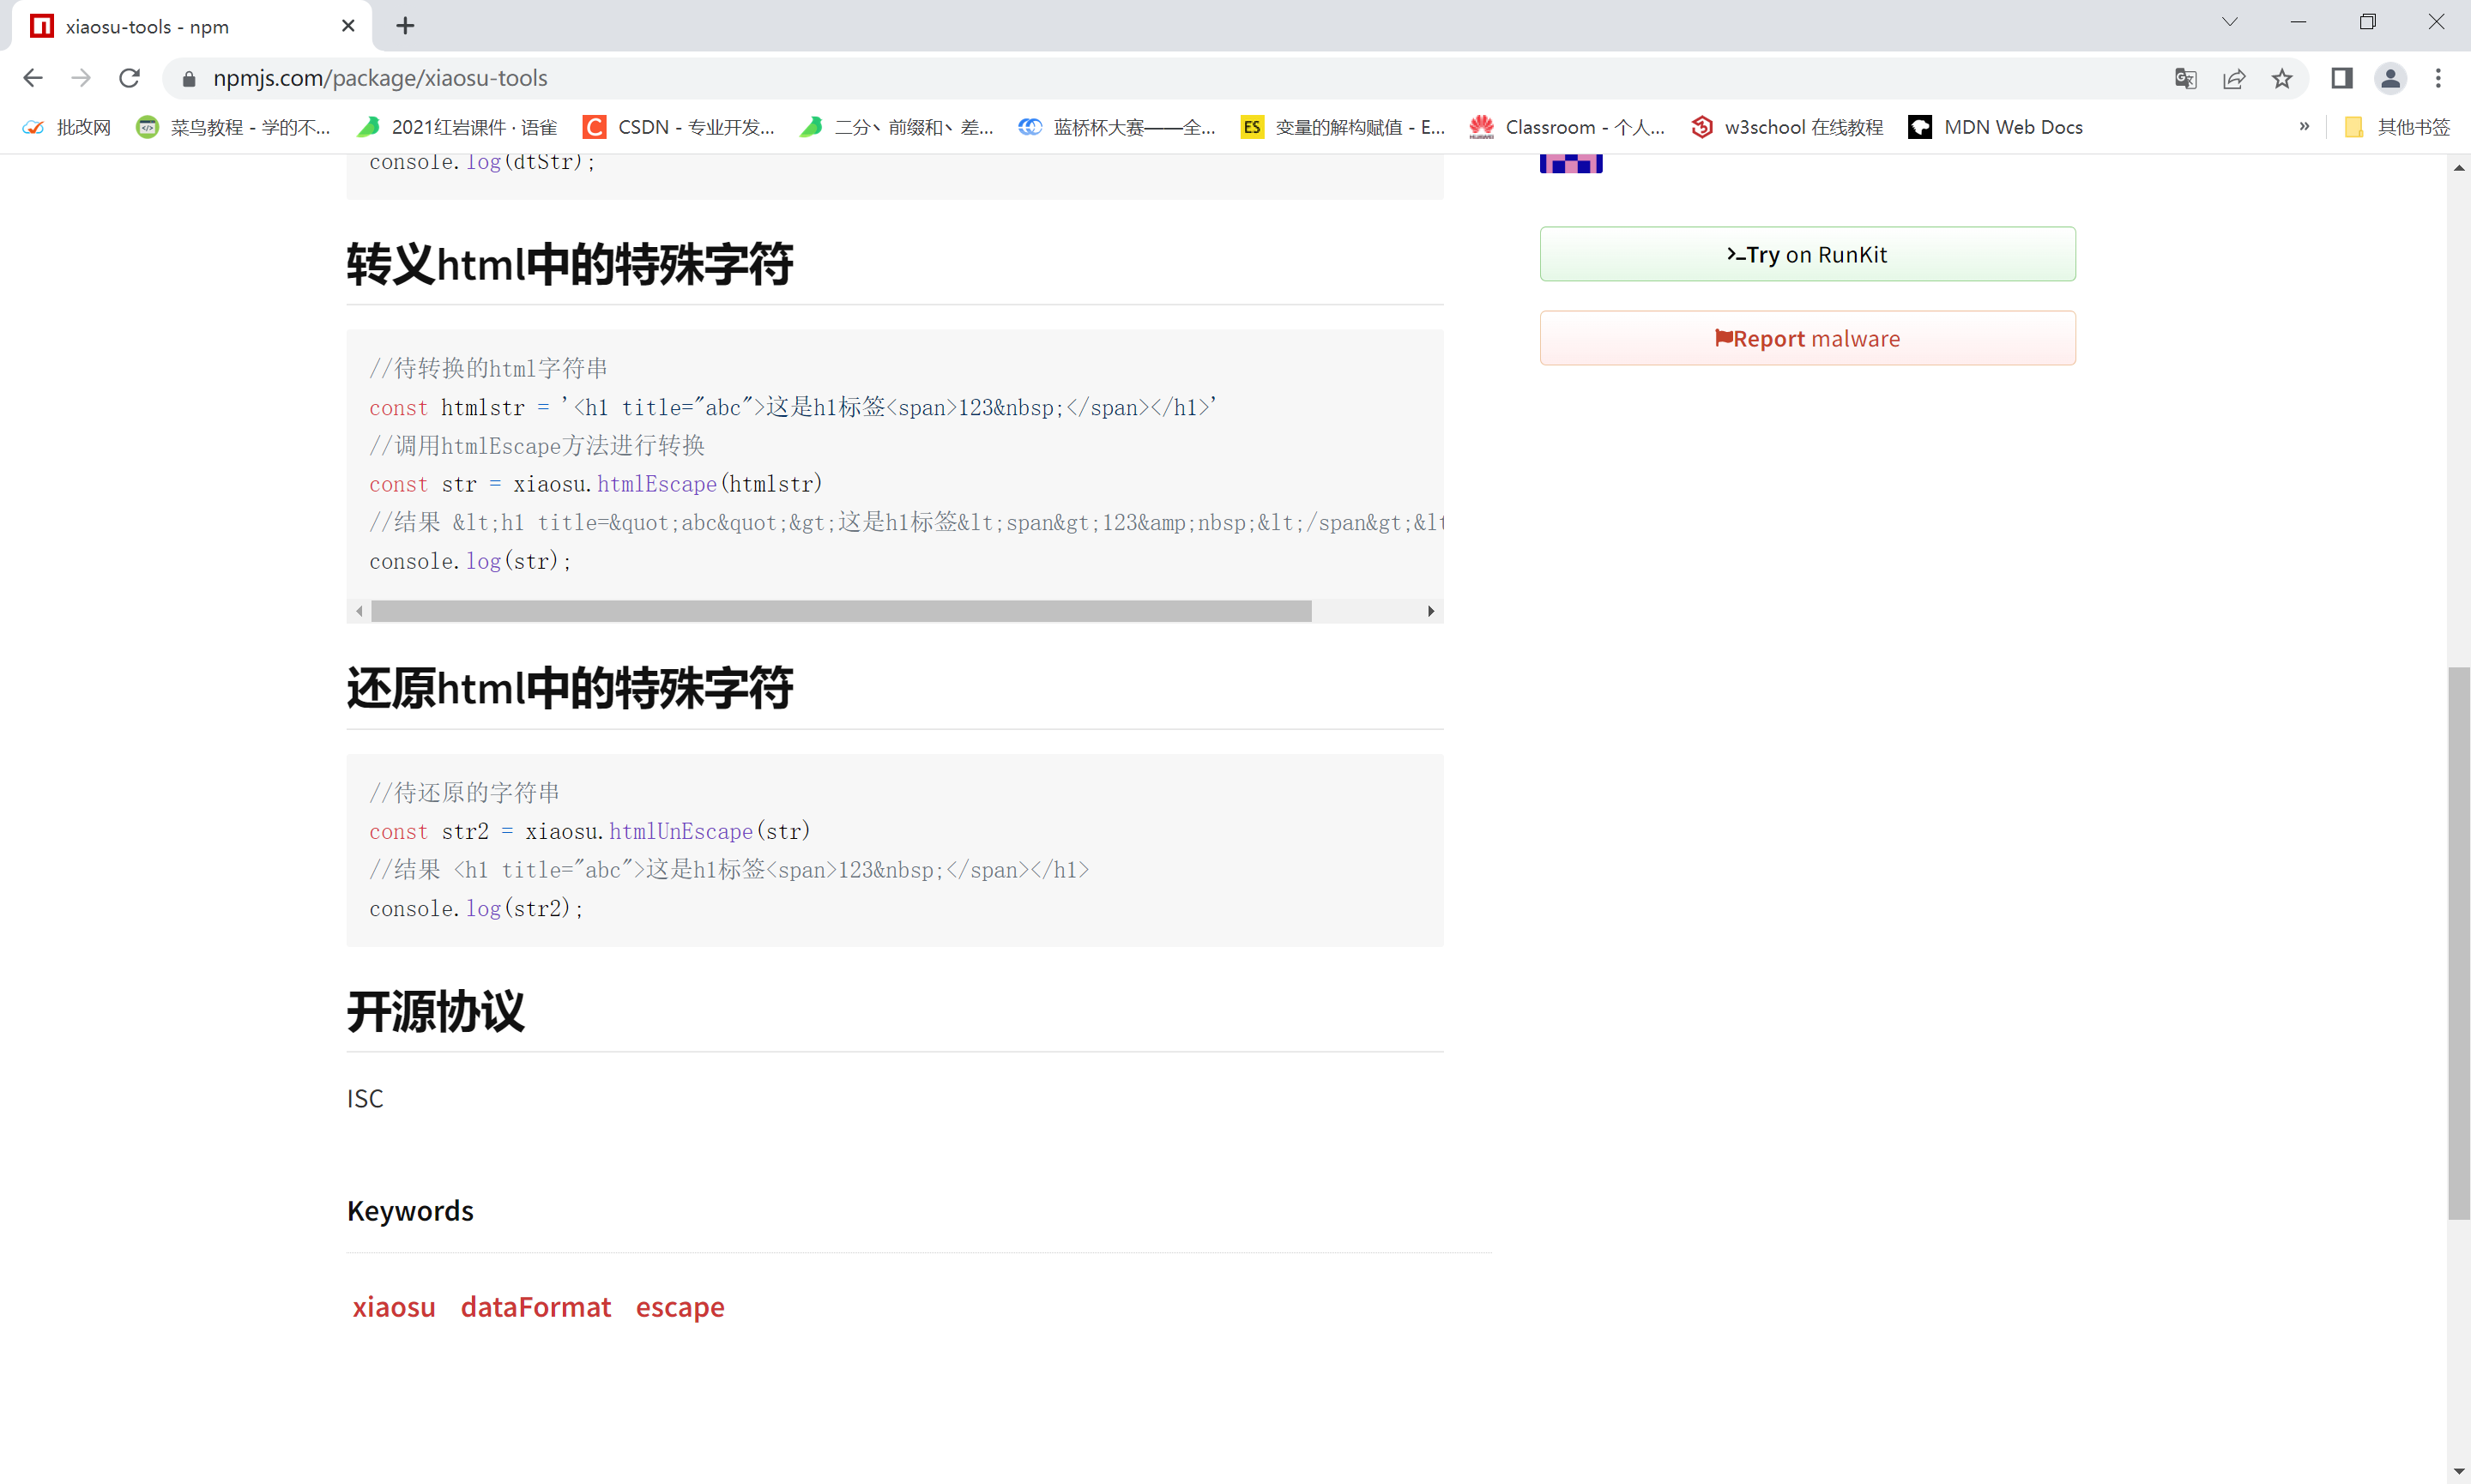 xiaosu-tools - npm
npmjs.com/package/xiaosu-tools
批改网 菜鸟教程 - 学的不... 2021红岩课件 · 语雀 CSDN - 专业开发... 二分、前缀和、差... 蓝桥杯大赛——全... 变量的解构赋值 - E... Classroom - 个人... w3school 在线教程 MDN Web Docs » 其他书签
console.log(dtStr);
转义html中的特殊字符
//待转换的html字符串
const htmlstr = '<h1 title="abc">这是h1标签<span>123&nbsp;</span></h1>'
//调用htmlEscape方法进行转换
const str = xiaosu.htmlEscape(htmlstr)
//结果 &lt;h1 title=&quot;abc&quot;&gt;这是h1标签&lt;span&gt;123&amp;nbsp;&lt;/span&gt;&lt
console.log(str);
还原html中的特殊字符
//待还原的字符串
const str2 = xiaosu.htmlUnEscape(str)
//结果 <h1 title="abc">这是h1标签<span>123&nbsp;</span></h1>
console.log(str2);
开源协议
ISC
Keywords
xiaosu dataFormat escape
Try on RunKit
Report malware